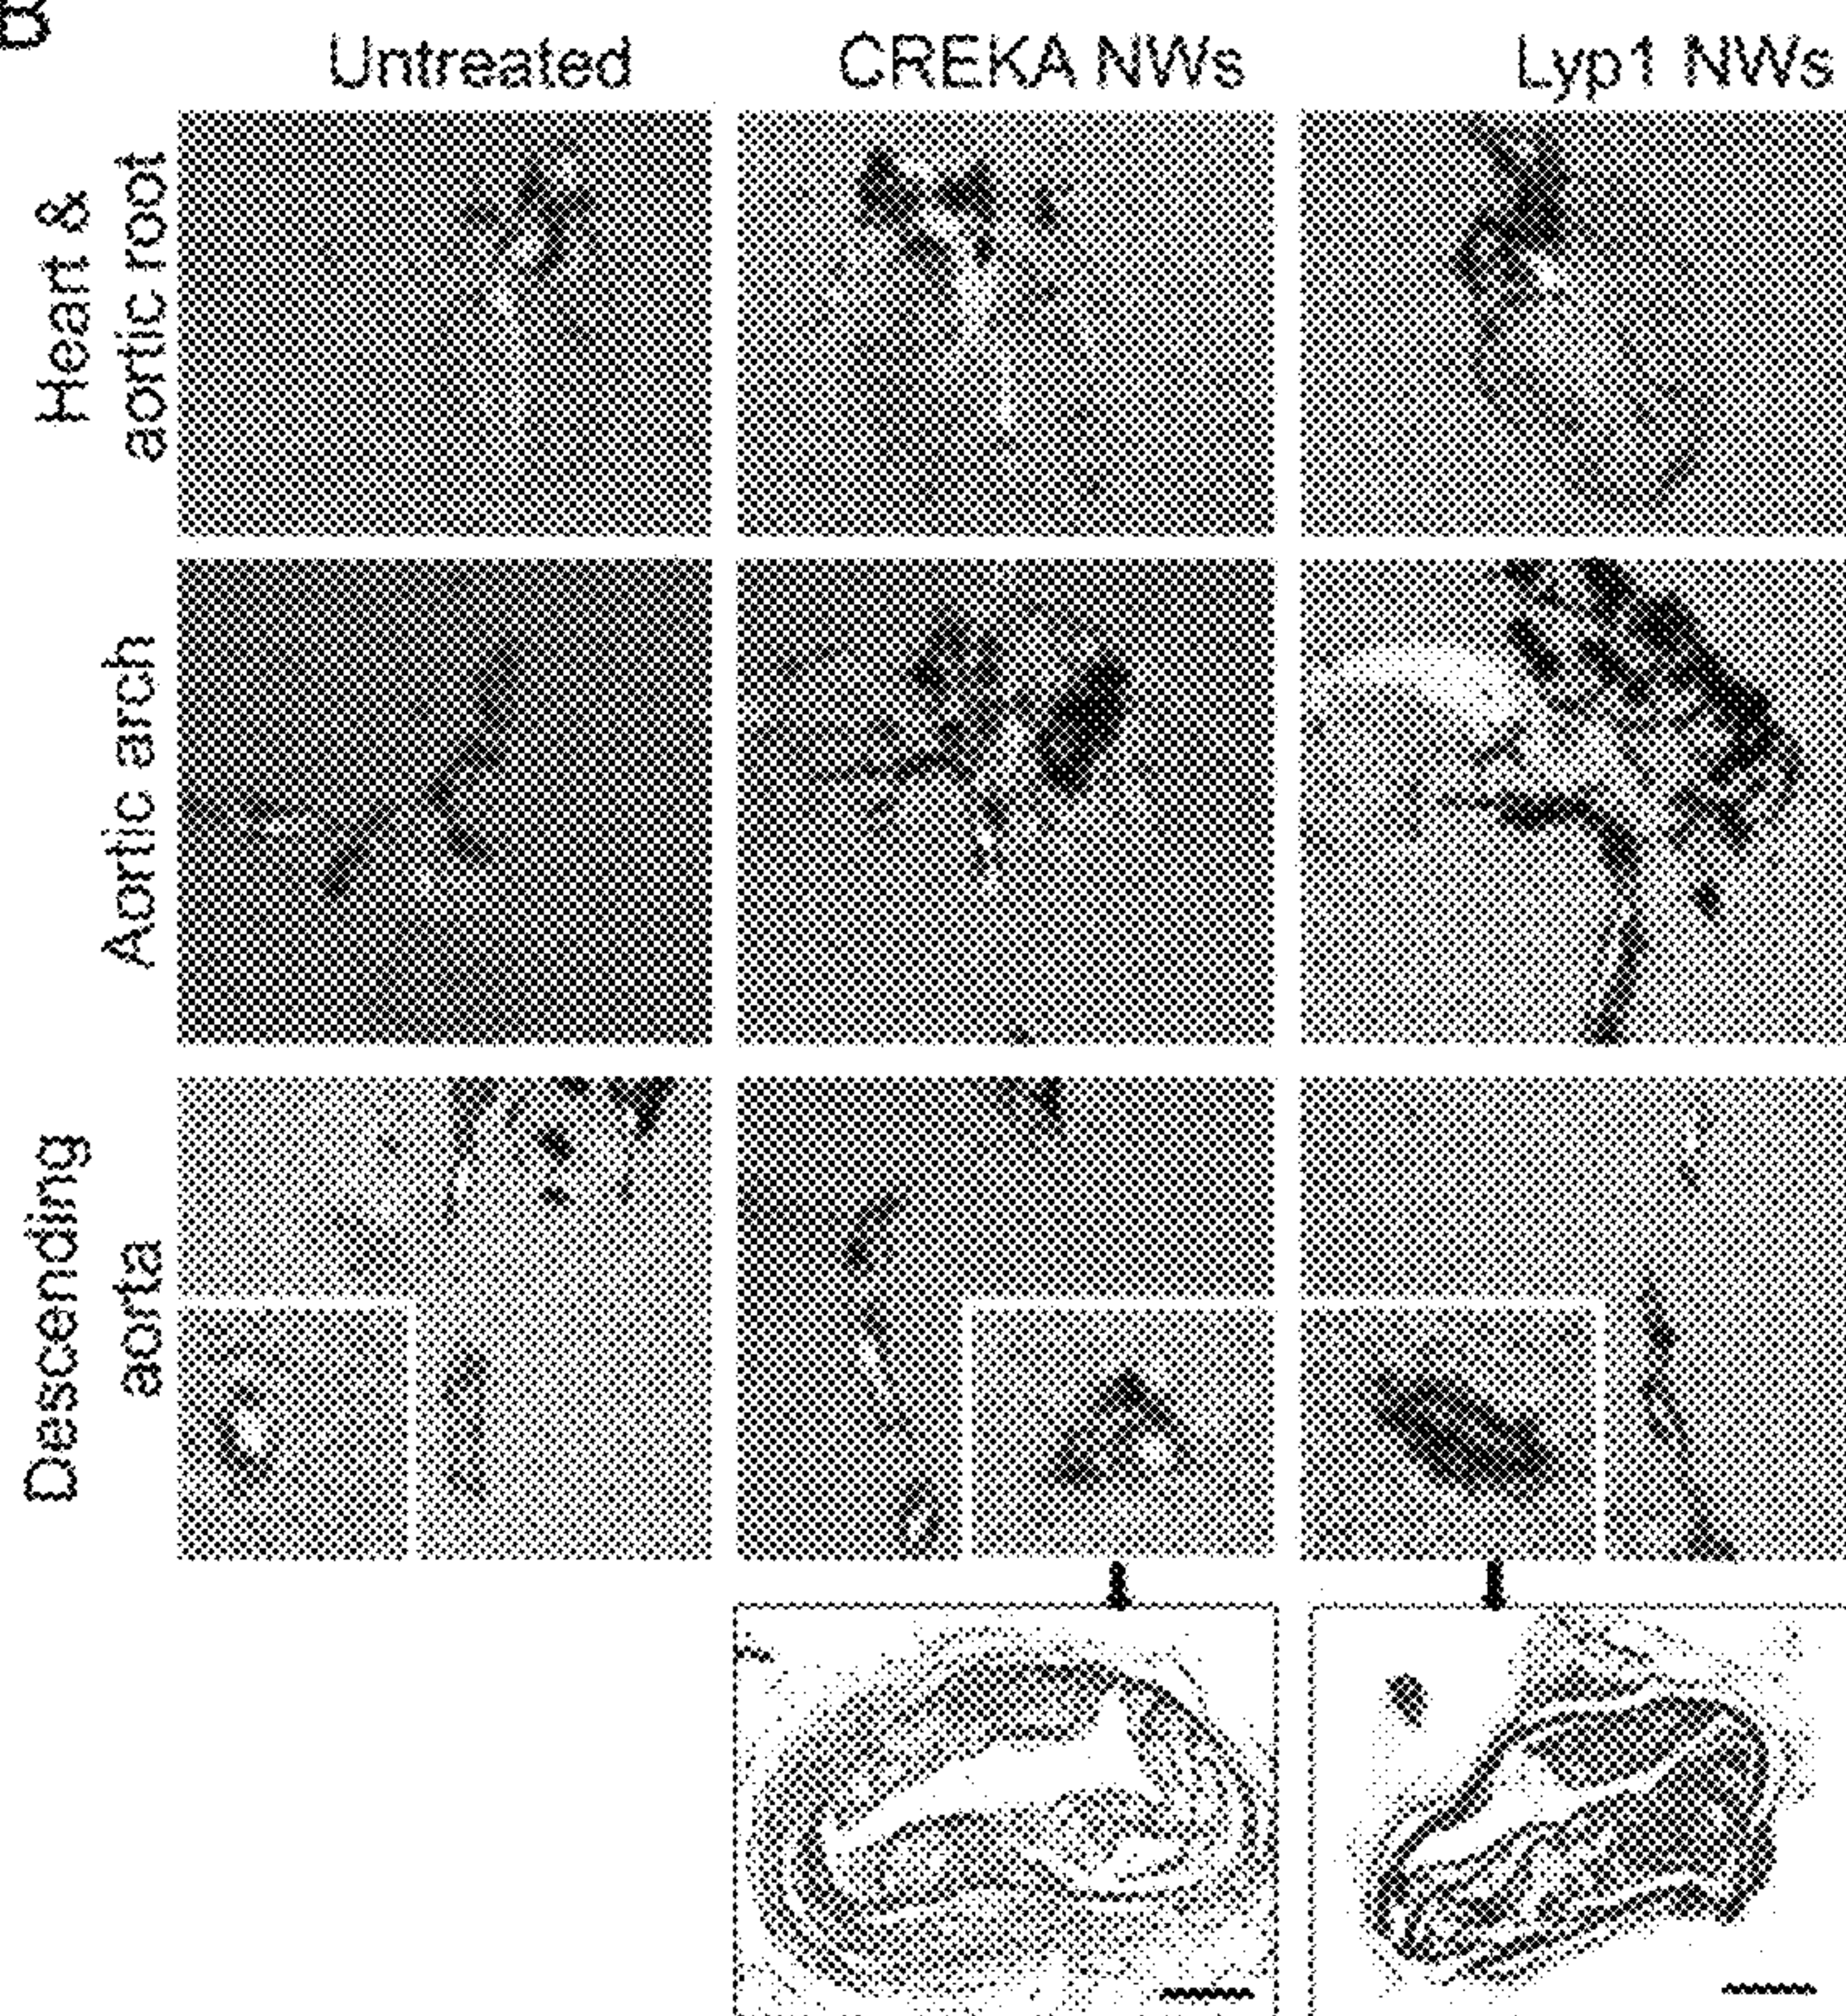 Untreated
CREKA NWs
Lyp1 NWs
Heart &
aortic root
Aortic arch
Descending
aorta